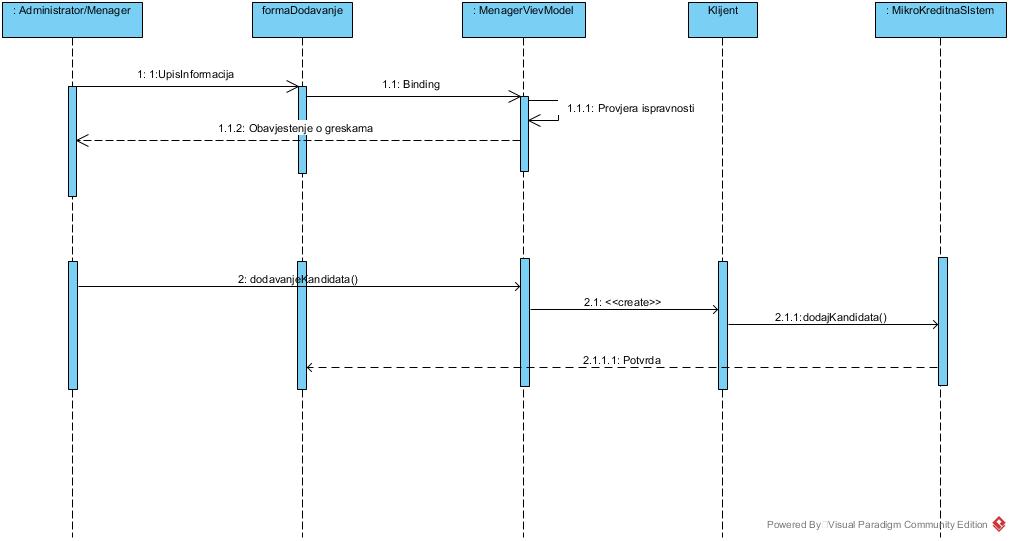 : Administrator/Menager
formaDodavanje
: MenagerVievModel
Klijent
: MikroKreditnaSIstem
1: 1:UpisInformacija
1.1: Binding
1.1.1: Provjera ispravnosti
1.1.2: Obavjestenje o greskama
2: dodavanjeKandidata()
2.1: <<create>>
2.1.1:dodajKandidata()
2.1.1.1: Potvrda
Powered By Visual Paradigm Community Edition